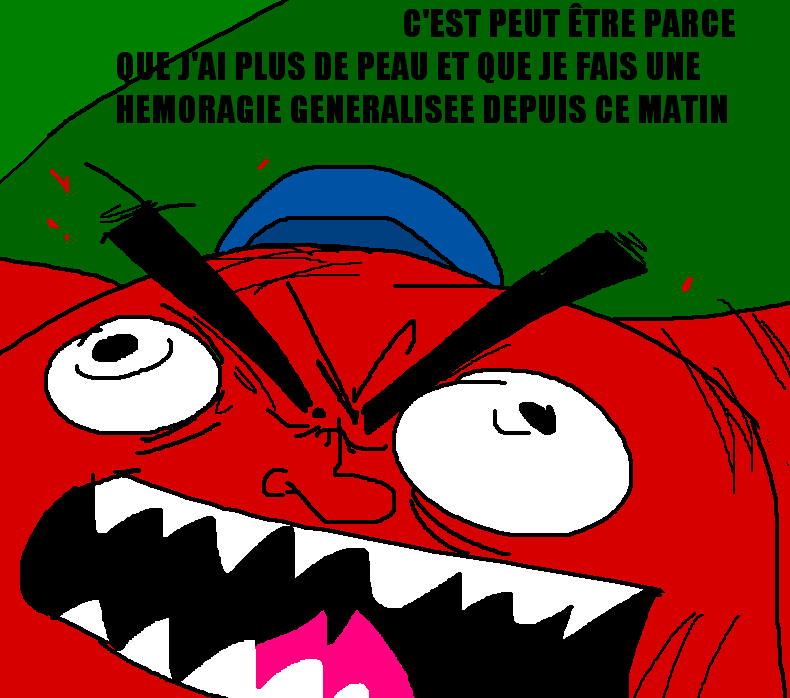 C'EST PEUT ÊTRE PARCE
QUE J'AI PLUS DE PEAU ET QUE JE FAIS UNE
HEMORAGIE GENERALISEE DEPUIS CE MATIN